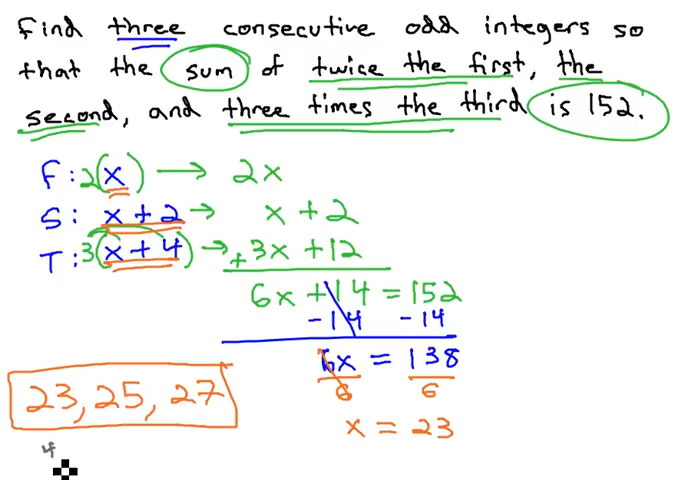 Find three consecutive odd integers so
that the sum of twice the first, the
second, and three times the third is 152.
F: 2(x) → 2x
S: x + 2 → x + 2
T: 3(x + 4) → + 3x + 12
6x + 14 = 152
- 14 - 14
6x = 138
6 6
x = 23
23, 25, 27
4